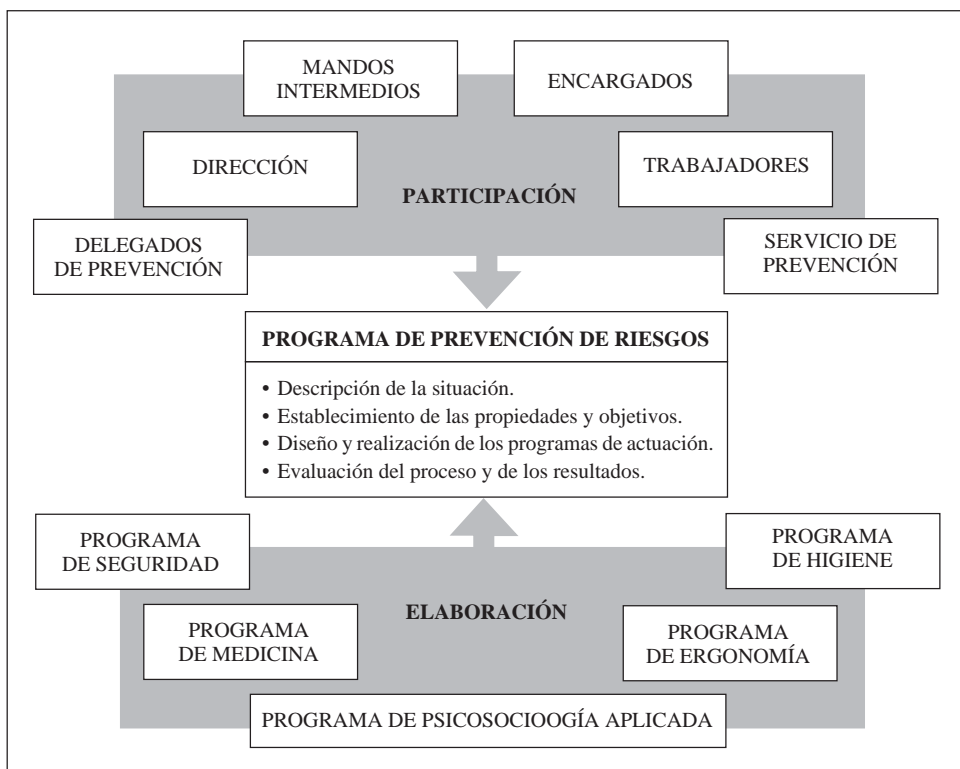 MANDOS
INTERMEDIOS
ENCARGADOS
DIRECCIÓN
TRABAJADORES
PARTICIPACIÓN
DELEGADOS
DE PREVENCIÓN
SERVICIO DE
PREVENCIÓN
PROGRAMA DE PREVENCIÓN DE RIESGOS
• Descripción de la situación.
• Establecimiento de las propiedades y objetivos.
• Diseño y realización de los programas de actuación.
• Evaluación del proceso y de los resultados.
PROGRAMA
DE SEGURIDAD
PROGRAMA
DE HIGIENE
ELABORACIÓN
PROGRAMA
DE MEDICINA
PROGRAMA
DE ERGONOMÍA
PROGRAMA DE PSICOSOCIOOGÍA APLICADA